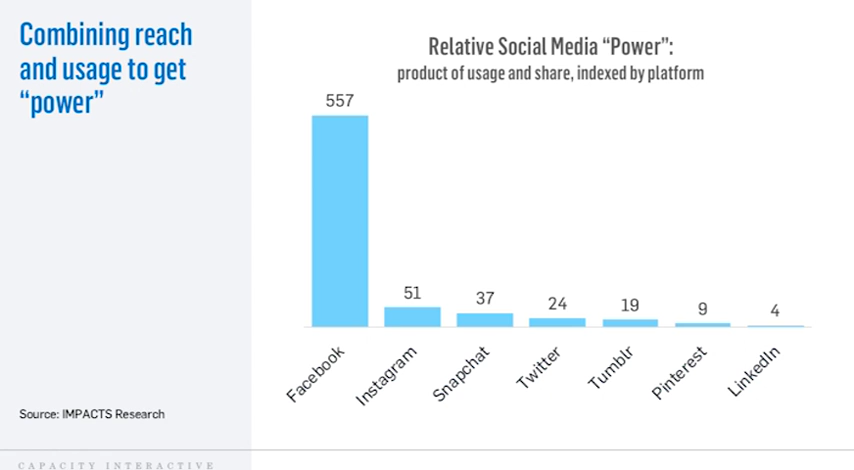 Combining reach
and usage to get
“power”
Relative Social Media “Power”:
product of usage and share, indexed by platform
557
51
37
24
19
9
4
Facebook
Instagram
Snapchat
Twitter
Tumblr
Pinterest
LinkedIn
Source: IMPACTS Research
CAPACITY INTERACTIVE